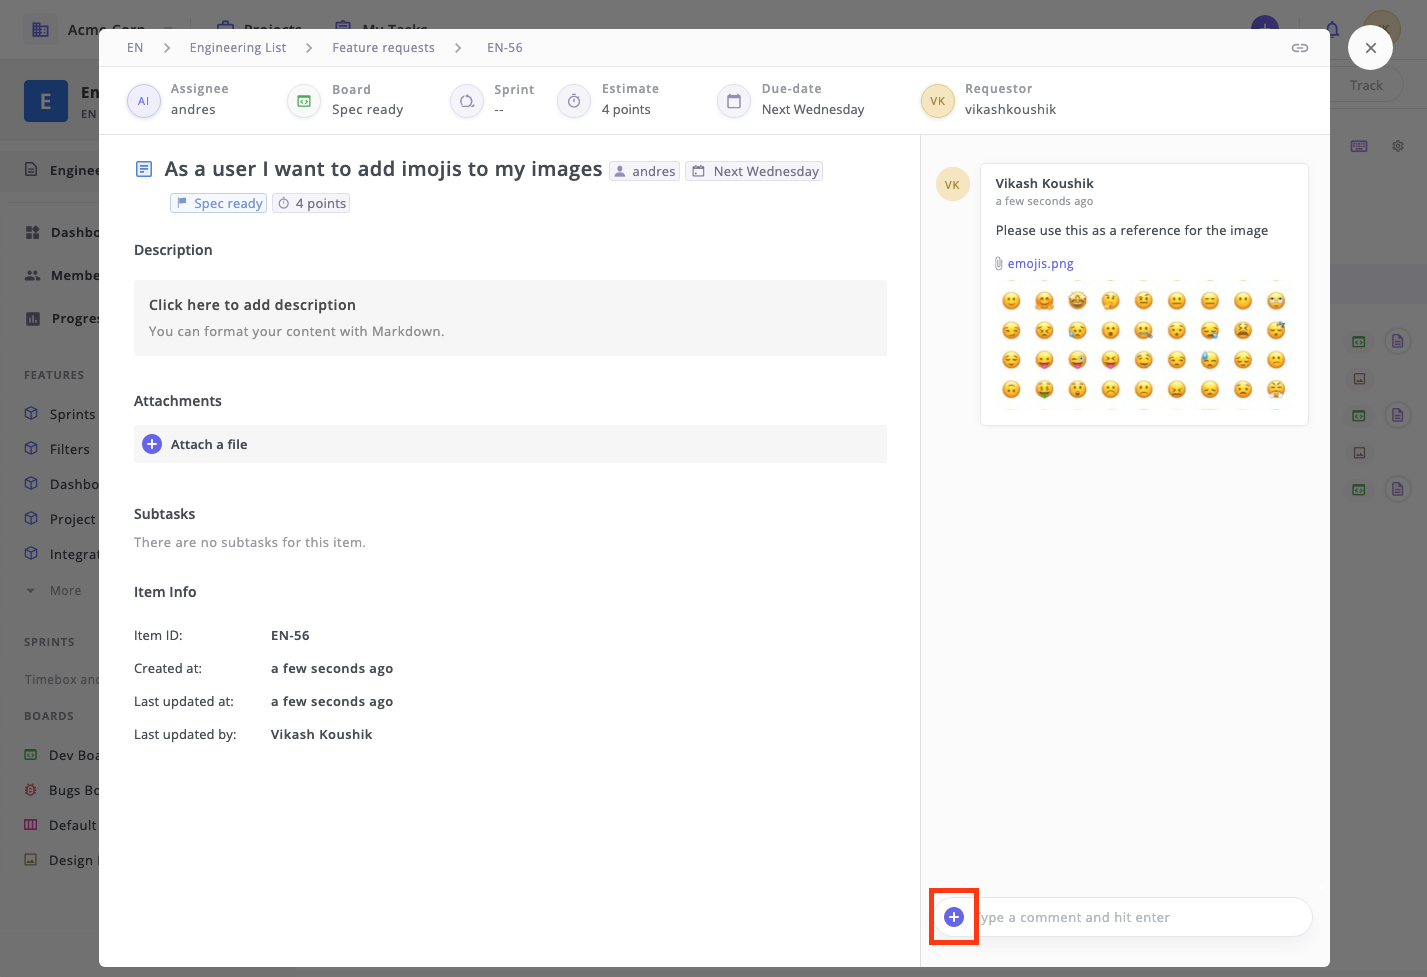 Acme Corp
Projects
My Tasks
EN
Engineering List
Feature requests
EN-56
VK
E
En
EN
Track
AI
Assignee
andres
Board
Spec ready
Sprint
--
Estimate
4 points
Due-date
Next Wednesday
VK
Requestor
vikashkoushik
Enginee
Dashbo
Membe
Progres
FEATURES
Sprints
Filters
Dashbo
Project
Integrat
More
SPRINTS
Timebox and
BOARDS
Dev Boa
Bugs Bo
Default
Design
As a user I want to add imojis to my images
andres
Next Wednesday
Spec ready
4 points
Description
Click here to add description
You can format your content with Markdown.
Attachments
Attach a file
Subtasks
There are no subtasks for this item.
Item Info
Item ID: EN-56
Created at: a few seconds ago
Last updated at: a few seconds ago
Last updated by: Vikash Koushik
VK
Vikash Koushik
a few seconds ago
Please use this as a reference for the image
emojis.png
ype a comment and hit enter